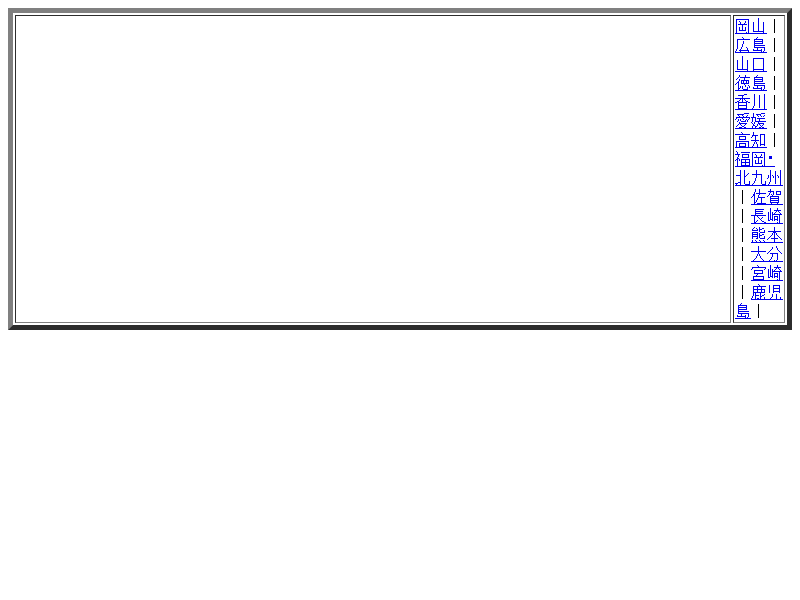 岡山｜
広島｜
山口｜
徳島｜
香川｜
愛媛｜
高知｜
福岡・
北九州
｜佐賀
｜長崎
｜熊本
｜大分
｜宮崎
｜鹿児
島｜